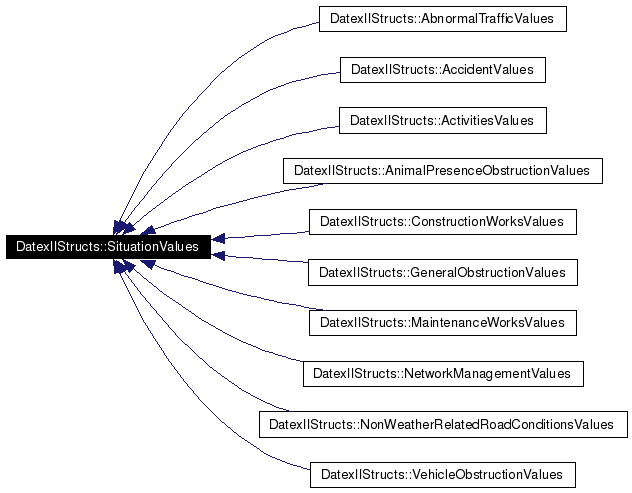 DatexIIStructs::AbnormalTrafficValues
DatexIIStructs::AccidentValues
DatexIIStructs::ActivitiesValues
DatexIIStructs::AnimalPresenceObstructionValues
DatexIIStructs::ConstructionWorksValues
DatexIIStructs::SituationValues
DatexIIStructs::GeneralObstructionValues
DatexIIStructs::MaintenanceWorksValues
DatexIIStructs::NetworkManagementValues
DatexIIStructs::NonWeatherRelatedRoadConditionsValues
DatexIIStructs::VehicleObstructionValues